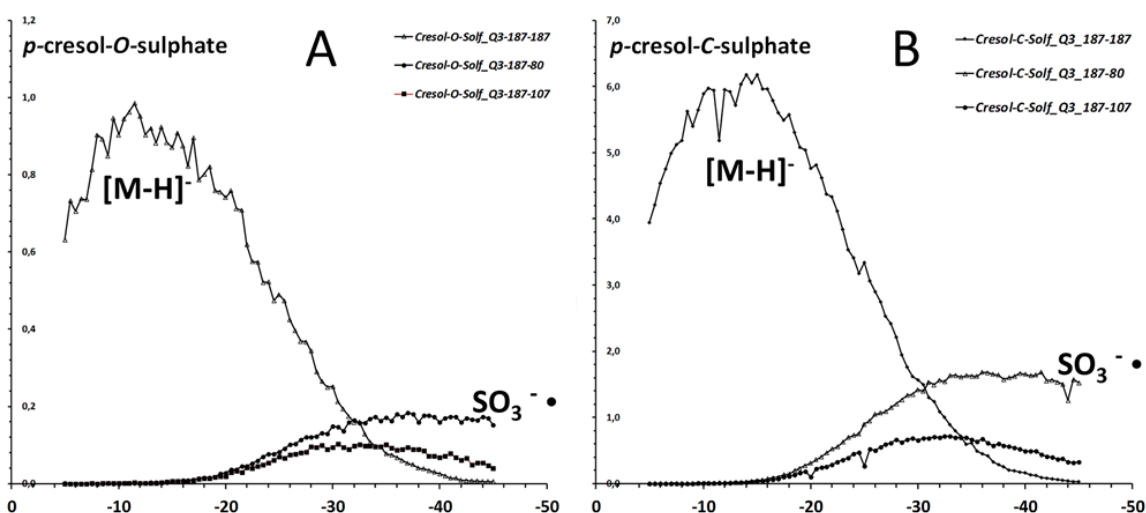 p-cresol-O-sulphate
A
Cresol-O-Solf_Q3-187-187
Cresol-O-Solf_Q3-187-80
Cresol-O-Solf_Q3-187-107
1,2
1,0
0,8
0,6
0,4
0,2
0,0
[M-H]-
SO3 - •
0 -10 -20 -30 -40 -50
p-cresol-C-sulphate
B
Cresol-C-Solf_Q3_187-187
Cresol-C-Solf_Q3_187-80
Cresol-C-Solf_Q3_187-107
7,0
6,0
5,0
4,0
3,0
2,0
1,0
0,0
[M-H]-
SO3 - •
0 -10 -20 -30 -40 -50